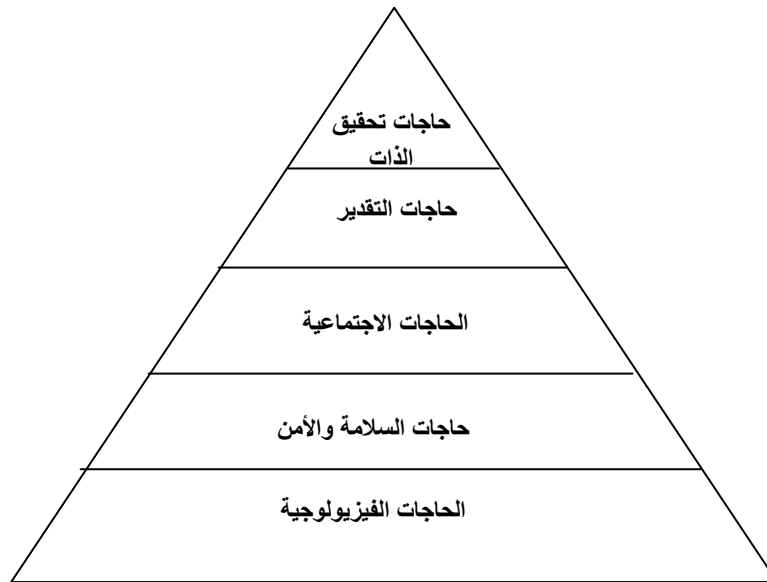 حاجات تحقيق
الذات
حاجات التقدير
الحاجات الاجتماعية
حاجات السلامة والأمن
الحاجات الفيزيولوجية